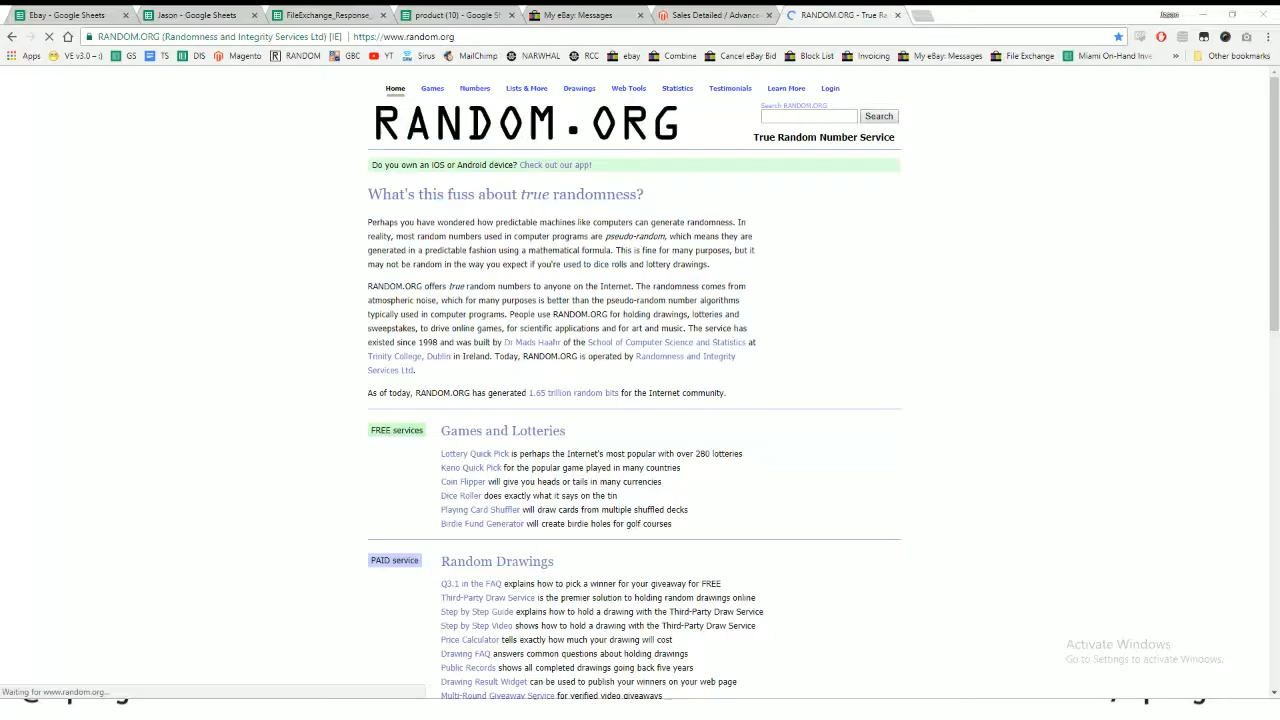 Ebay - Google Sheets
Jason - Google Sheets
FileExchange_Response_
product (10) - Google Sh
My eBay: Messages
Sales Detailed / Advance
RANDOM.ORG - True Ra
Jason
RANDOM.ORG (Randomness and Integrity Services Ltd) [IE] | https://www.random.org
Apps VE v3.0 - :) GS TS DIS Magento RANDOM GBC YT Sirus MailChimp NARWHAL RCC ebay Combine Cancel eBay Bid Block List Invoicing My eBay: Messages File Exchange Miami On-Hand Inve » Other bookmarks
Home Games Numbers Lists & More Drawings Web Tools Statistics Testimonials Learn More Login
RANDOM.ORG
Search RANDOM.ORG
Search
True Random Number Service
Do you own an iOS or Android device? Check out our app!
What's this fuss about true randomness?
Perhaps you have wondered how predictable machines like computers can generate randomness. In
reality, most random numbers used in computer programs are pseudo-random, which means they are
generated in a predictable fashion using a mathematical formula. This is fine for many purposes, but it
may not be random in the way you expect if you're used to dice rolls and lottery drawings.
RANDOM.ORG offers true random numbers to anyone on the Internet. The randomness comes from
atmospheric noise, which for many purposes is better than the pseudo-random number algorithms
typically used in computer programs. People use RANDOM.ORG for holding drawings, lotteries and
sweepstakes, to drive online games, for scientific applications and for art and music. The service has
existed since 1998 and was built by Dr Mads Haahr of the School of Computer Science and Statistics at
Trinity College, Dublin in Ireland. Today, RANDOM.ORG is operated by Randomness and Integrity
Services Ltd.
As of today, RANDOM.ORG has generated 1.65 trillion random bits for the Internet community.
FREE services
Games and Lotteries
Lottery Quick Pick is perhaps the Internet's most popular with over 280 lotteries
Keno Quick Pick for the popular game played in many countries
Coin Flipper will give you heads or tails in many currencies
Dice Roller does exactly what it says on the tin
Playing Card Shuffler will draw cards from multiple shuffled decks
Birdie Fund Generator will create birdie holes for golf courses
PAID service
Random Drawings
Q3.1 in the FAQ explains how to pick a winner for your giveaway for FREE
Third-Party Draw Service is the premier solution to holding random drawings online
Step by Step Guide explains how to hold a drawing with the Third-Party Draw Service
Step by Step Video shows how to hold a drawing with the Third-Party Draw Service
Price Calculator tells exactly how much your drawing will cost
Drawing FAQ answers common questions about holding drawings
Public Records shows all completed drawings going back five years
Drawing Result Widget can be used to publish your winners on your web page
Multi-Round Giveaway Service for verified video giveaways
Activate Windows
Go to Settings to activate Windows.
Waiting for www.random.org...